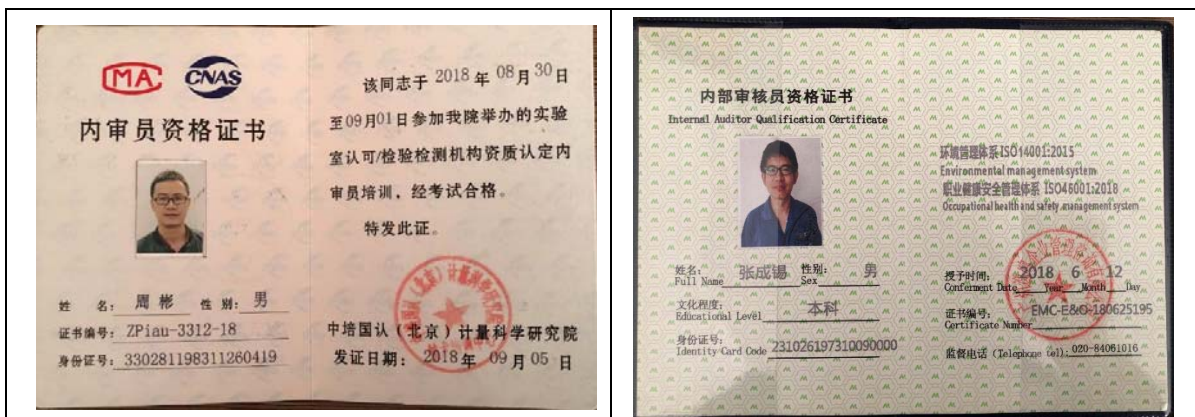 MA CNAS
内审员资格证书
姓 名: 周彬 性别: 男
证书编号: ZPiau-3312-18
身份证号: 330281198311260419
该同志于 2018 年 08 月 30 日
至09月01日参加我院举办的实验
室认可/检验检测机构资质认定内
审员培训，经考试合格。
特发此证。
中培国认（北京）计量科学研究院
发证日期: 2018 年 09 月 05 日
内部审核员资格证书
Internal Auditor Qualification Certificate
姓名: 张成锡 性别: 男
Full Name Sex
文化程度: 本科
Educational Level
身份证号: 231026197310090000
Identity Card Code
环境管理体系 ISO14001:2015
Environmental management system
职业健康安全管理体系 ISO46001:2018
Occupational health and safety management system
授予时间: 2018 6 12
Conferment Date Year Month Day
证书编号: EMC-E&O-180625195
Certificate Number
监督电话 (Telephone tel): 020-84061016